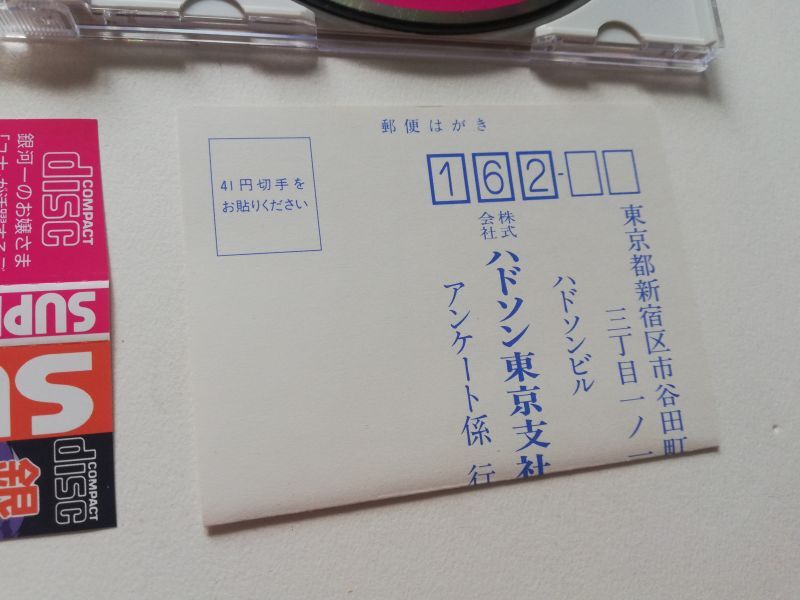 郵便はがき
41円切手を
お貼りください
162-
東京都新宿区市谷田町
三丁目一ノ一
ハドソンビル
株式会社
ハドソン東京支社
アンケート係 行
COMPACT
disc
銀河一のお嬢さま
SUP
SU
COMPACT
disc
銀